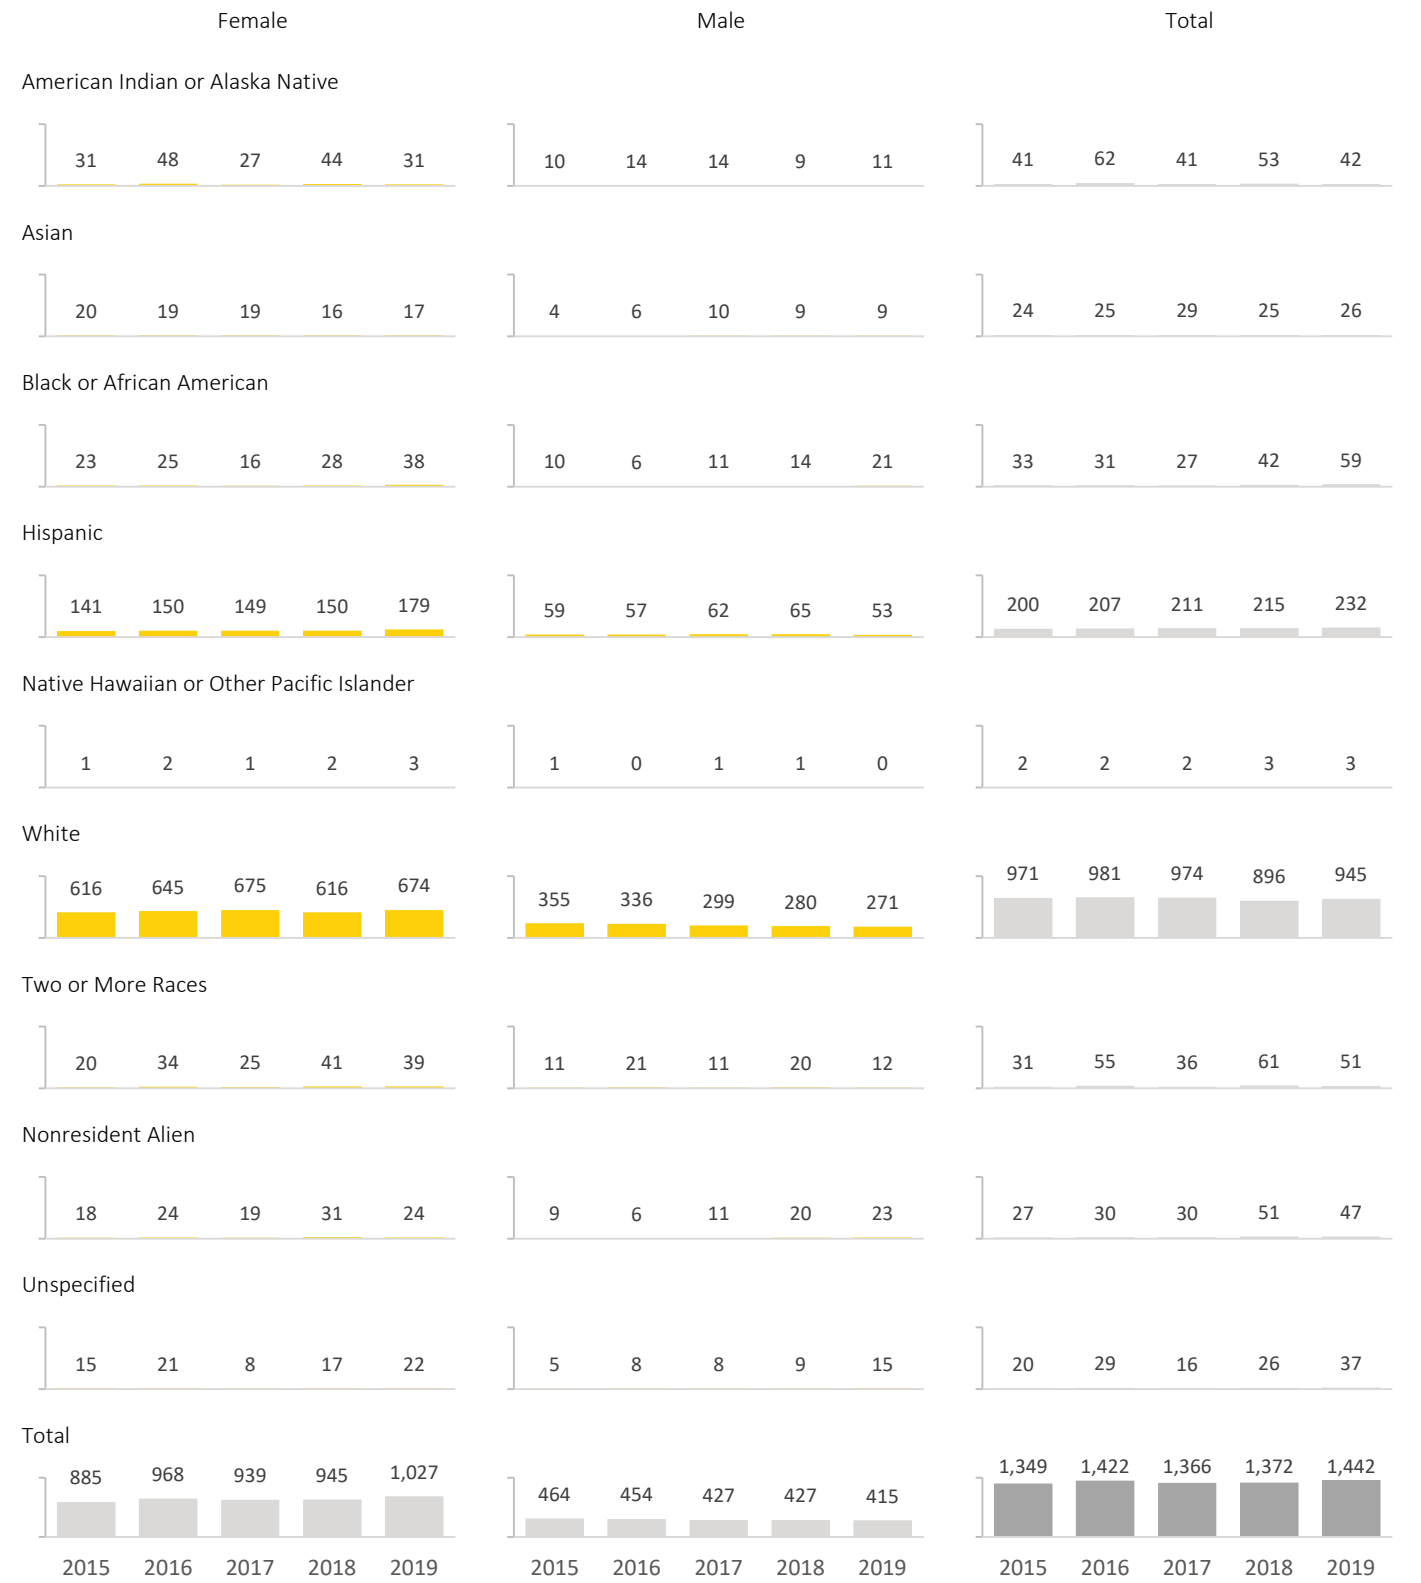 Female Male Total
American Indian or Alaska Native
31 48 27 44 31 10 14 14 9 11 41 62 41 53 42
Asian
20 19 19 16 17 4 6 10 9 9 24 25 29 25 26
Black or African American
23 25 16 28 38 10 6 11 14 21 33 31 27 42 59
Hispanic
141 150 149 150 179 59 57 62 65 53 200 207 211 215 232
Native Hawaiian or Other Pacific Islander
1 2 1 2 3 1 0 1 1 0 2 2 2 3 3
White
616 645 675 616 674 355 336 299 280 271 971 981 974 896 945
Two or More Races
20 34 25 41 39 11 21 11 20 12 31 55 36 61 51
Nonresident Alien
18 24 19 31 24 9 6 11 20 23 27 30 30 51 47
Unspecified
15 21 8 17 22 5 8 8 9 15 20 29 16 26 37
Total
885 968 939 945 1,027 464 454 427 427 415 1,349 1,422 1,366 1,372 1,442
2015 2016 2017 2018 2019 2015 2016 2017 2018 2019 2015 2016 2017 2018 2019